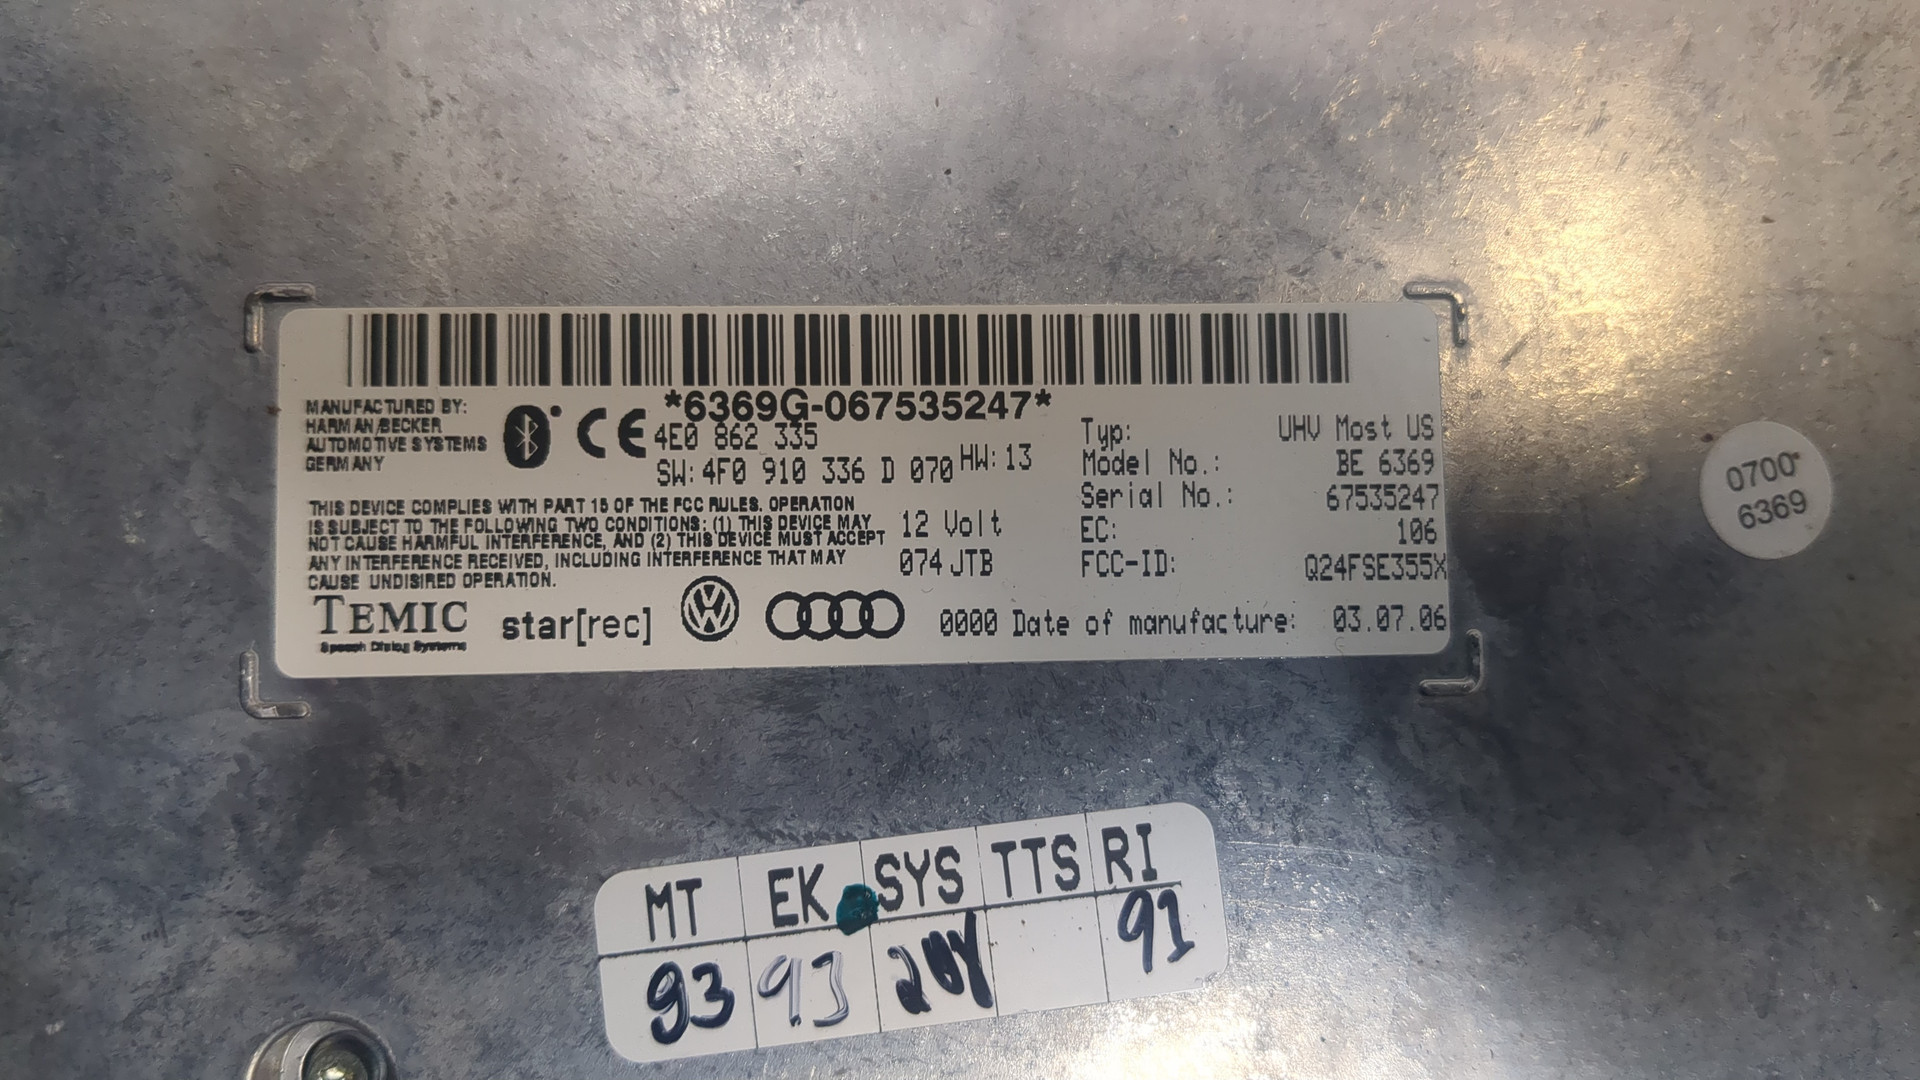 *6369G-067535247*
MANUFACTURED BY:
HARMAN/BECKER
AUTOMOTIVE SYSTEMS
GERMANY
CE
4E0 862 335
SW: 4F0 910 336 D 070 HW: 13
Typ: UHV Most US
Model No.: BE 6369
Serial No.: 67535247
EC: 106
FCC-ID: Q24FSE355X
THIS DEVICE COMPLIES WITH PART 15 OF THE FCC RULES. OPERATION
IS SUBJECT TO THE FOLLOWING TWO CONDITIONS: (1) THIS DEVICE MAY
NOT CAUSE HARMFUL INTERFERENCE, AND (2) THIS DEVICE MUST ACCEPT
ANY INTERFERENCE RECEIVED, INCLUDING INTERFERENCE THAT MAY
CAUSE UNDISIRED OPERATION.
12 Volt
074 JTB
TEMIC
Speech Dialog Systems
star[rec]
0000 Date of manufacture: 03.07.06
0700
6369
MT EK SYS TTS RI
93 93 91